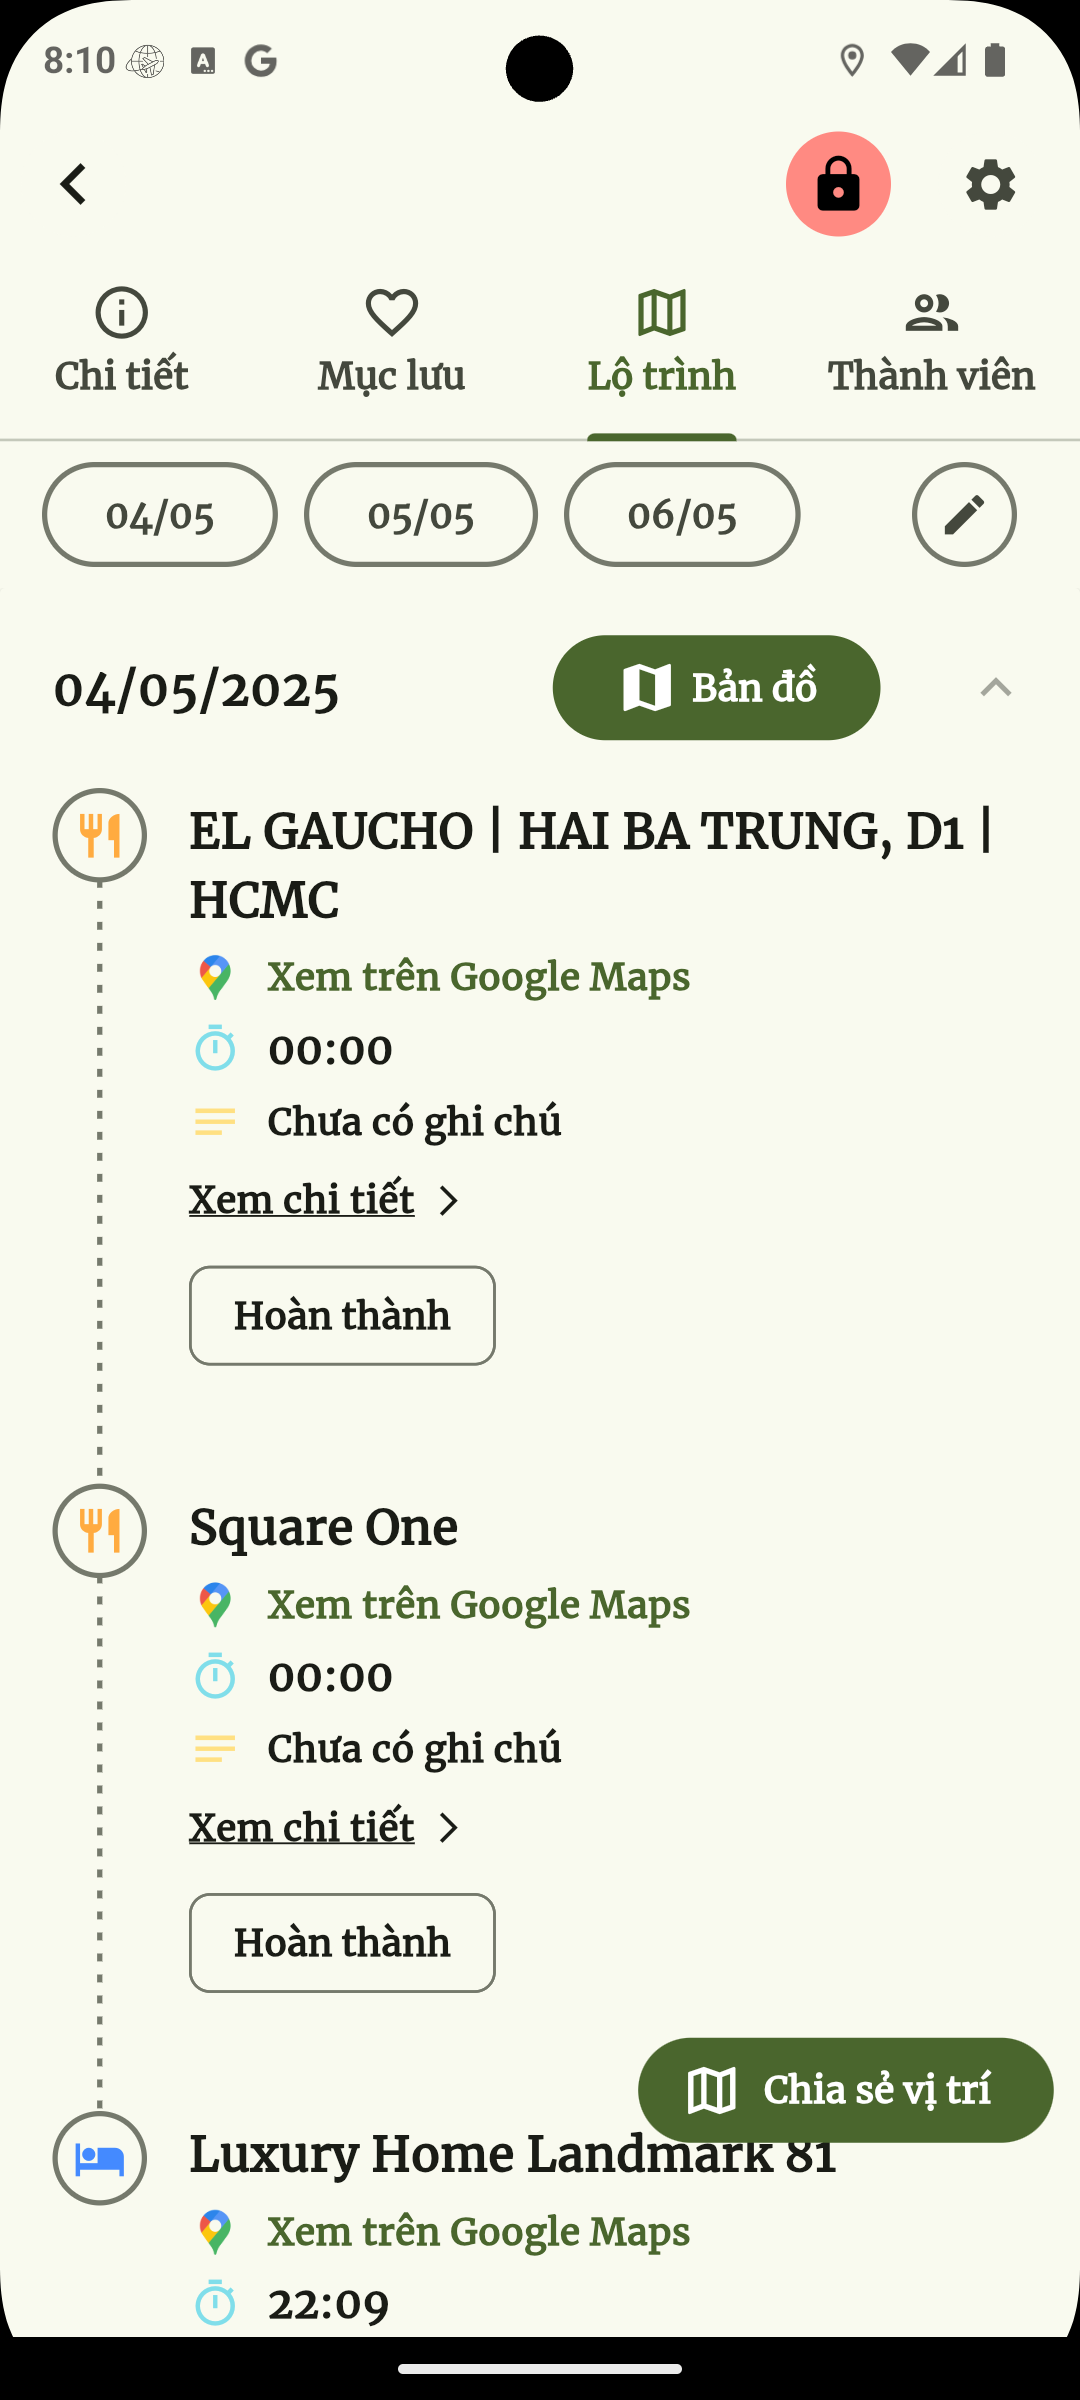 8:10
Chi tiết
Mục lưu
Lộ trình
Thành viên
04/05
05/05
06/05
04/05/2025
Bản đồ
EL GAUCHO | HAI BA TRUNG, D1 |
HCMC
Xem trên Google Maps
00:00
Chưa có ghi chú
Xem chi tiết
Hoàn thành
Square One
Xem trên Google Maps
00:00
Chưa có ghi chú
Xem chi tiết
Hoàn thành
Chia sẻ vị trí
Luxury Home Landmark 81
Xem trên Google Maps
22:09